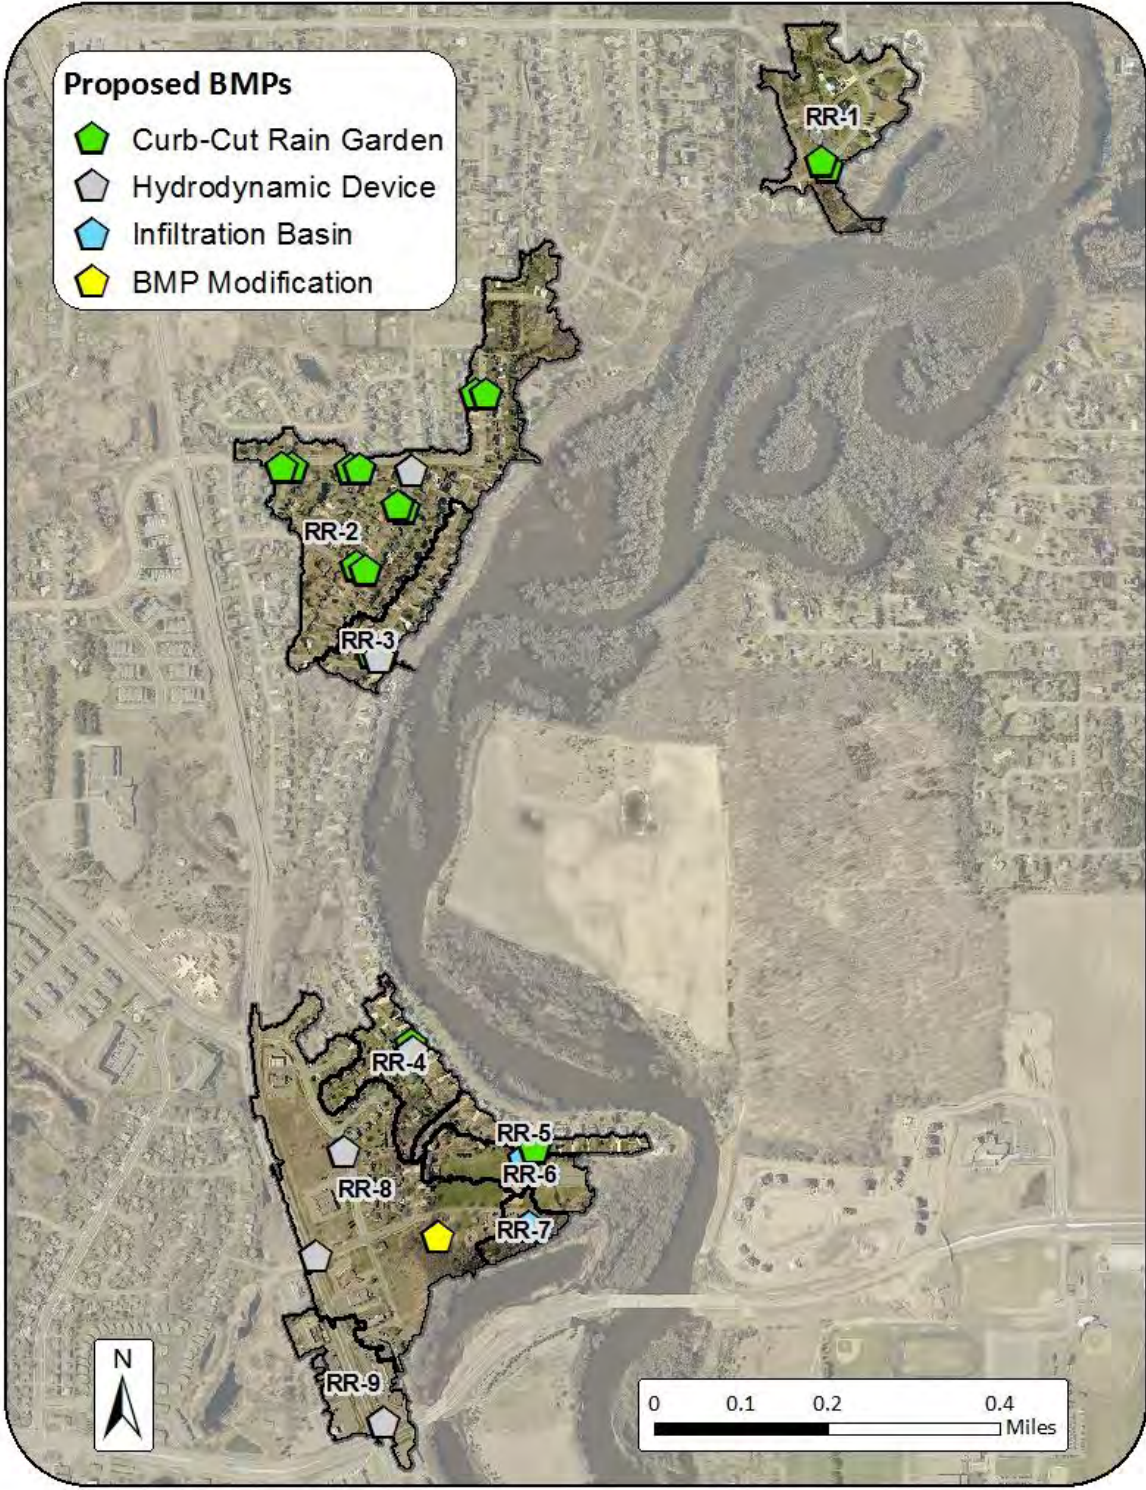 Proposed BMPs
Curb-Cut Rain Garden
Hydrodynamic Device
Infiltration Basin
BMP Modification
RR-1
RR-2
RR-3
RR-4
RR-5
RR-6
RR-8
RR-7
RR-9
N
0 0.1 0.2 0.4
Miles